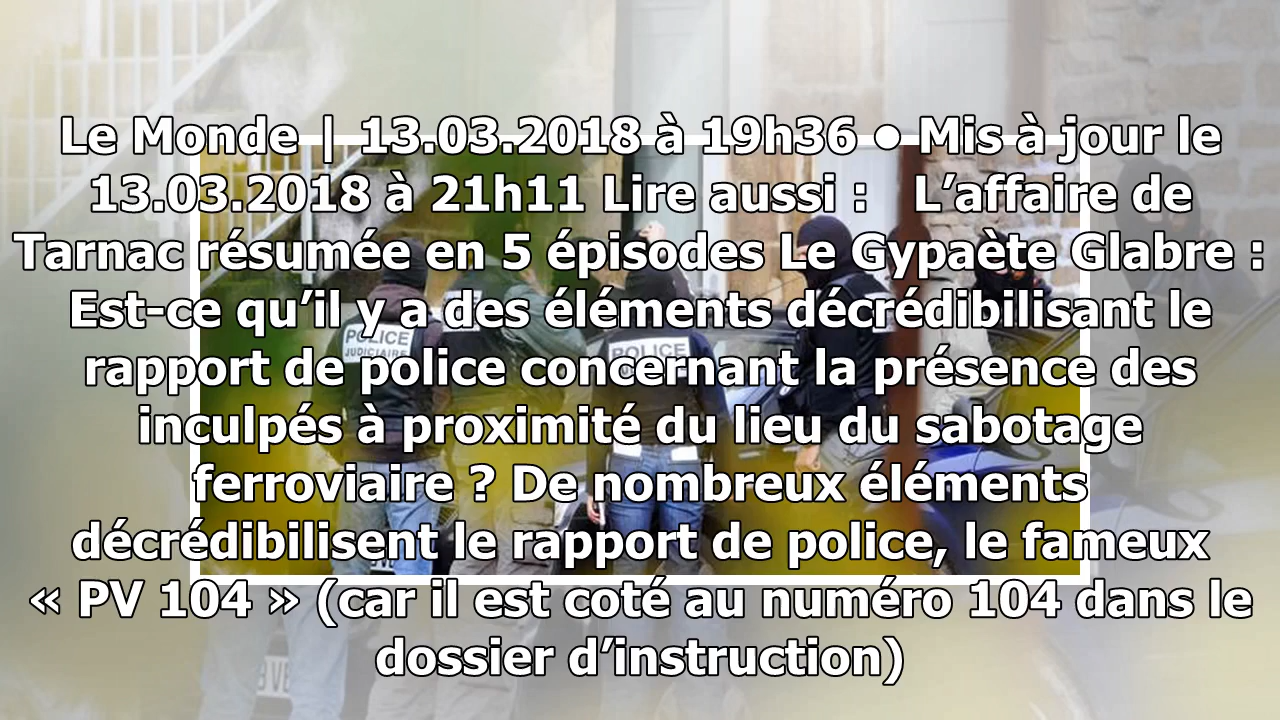 Le Monde | 13.03.2018 à 19h36 • Mis à jour le
13.03.2018 à 21h11 Lire aussi :   L’affaire de
Tarnac résumée en 5 épisodes Le Gypaète Glabre :
Est-ce qu’il y a des éléments décrédibilisant le
rapport de police concernant la présence des
inculpés à proximité du lieu du sabotage
ferroviaire ? De nombreux éléments
décrédibilisent le rapport de police, le fameux
« PV 104 » (car il est coté au numéro 104 dans le
dossier d’instruction)
POLICE
JUDICIAIRE
POLICE